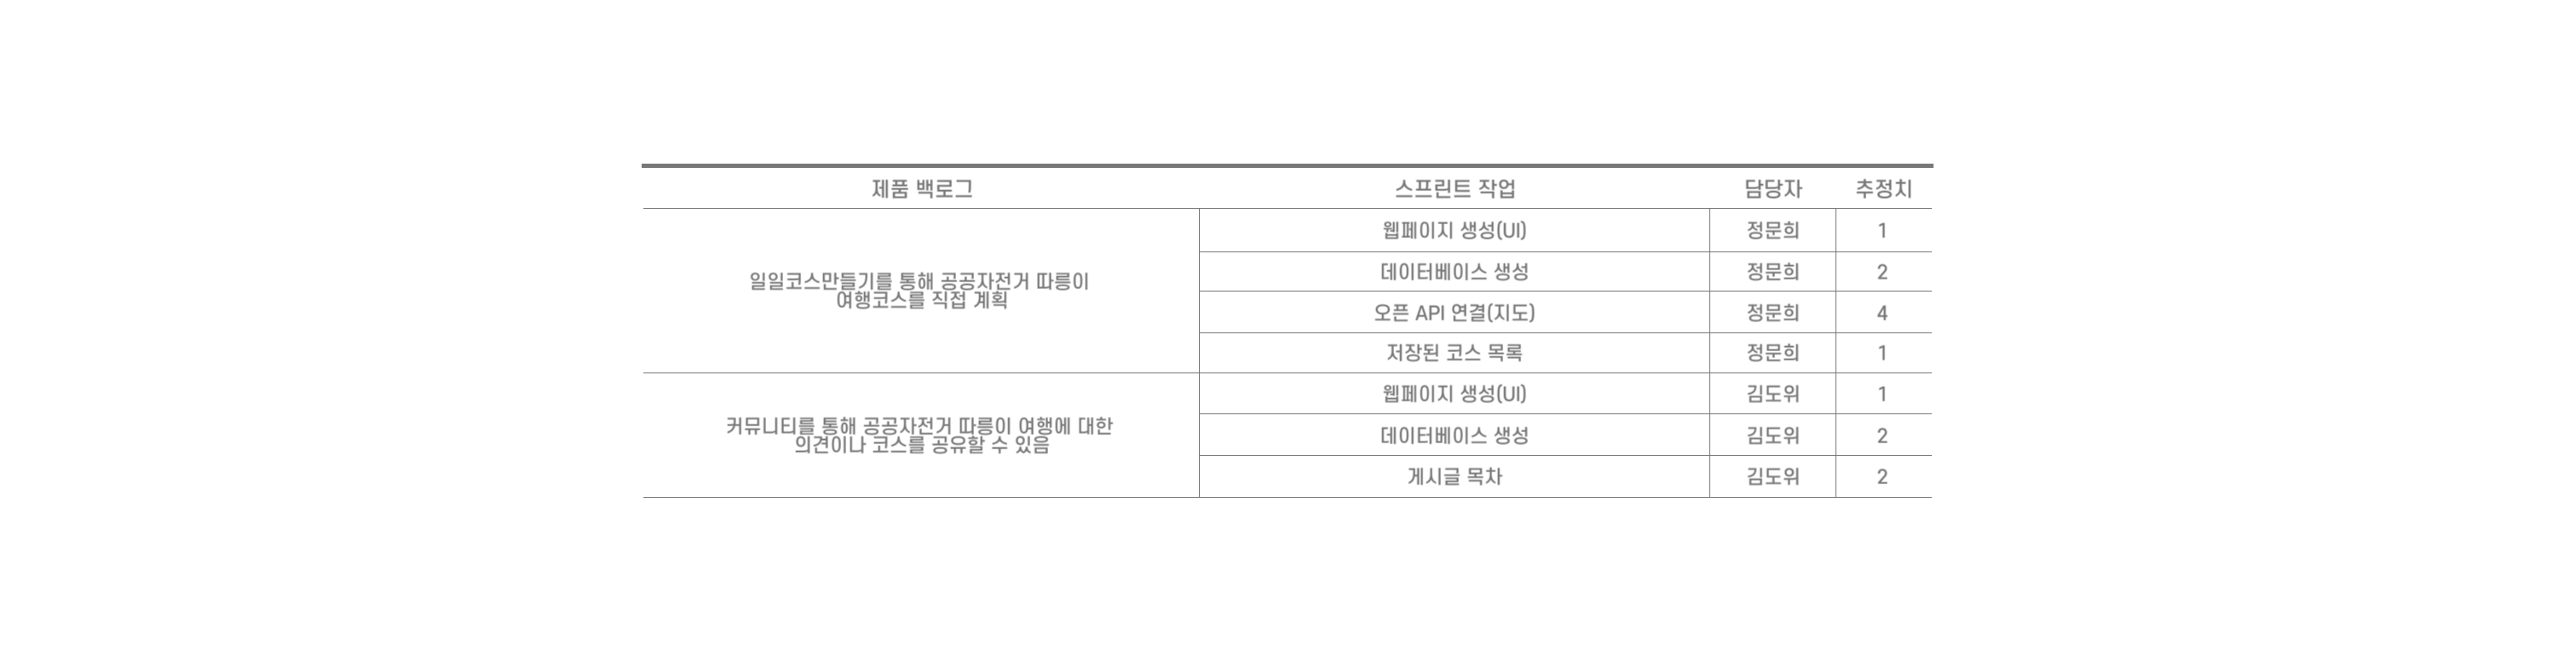 제품 백로그 스프린트 작업 담당자 추정치
일일코스만들기를 통해 공공자전거 따릉이
여행코스를 직접 계획
웹페이지 생성(UI) 정문희 1
데이터베이스 생성 정문희 2
오픈 API 연결(지도) 정문희 4
저장된 코스 목록 정문희 1
커뮤니티를 통해 공공자전거 따릉이 여행에 대한
의견이나 코스를 공유할 수 있음
웹페이지 생성(UI) 김도위 1
데이터베이스 생성 김도위 2
게시글 목차 김도위 2